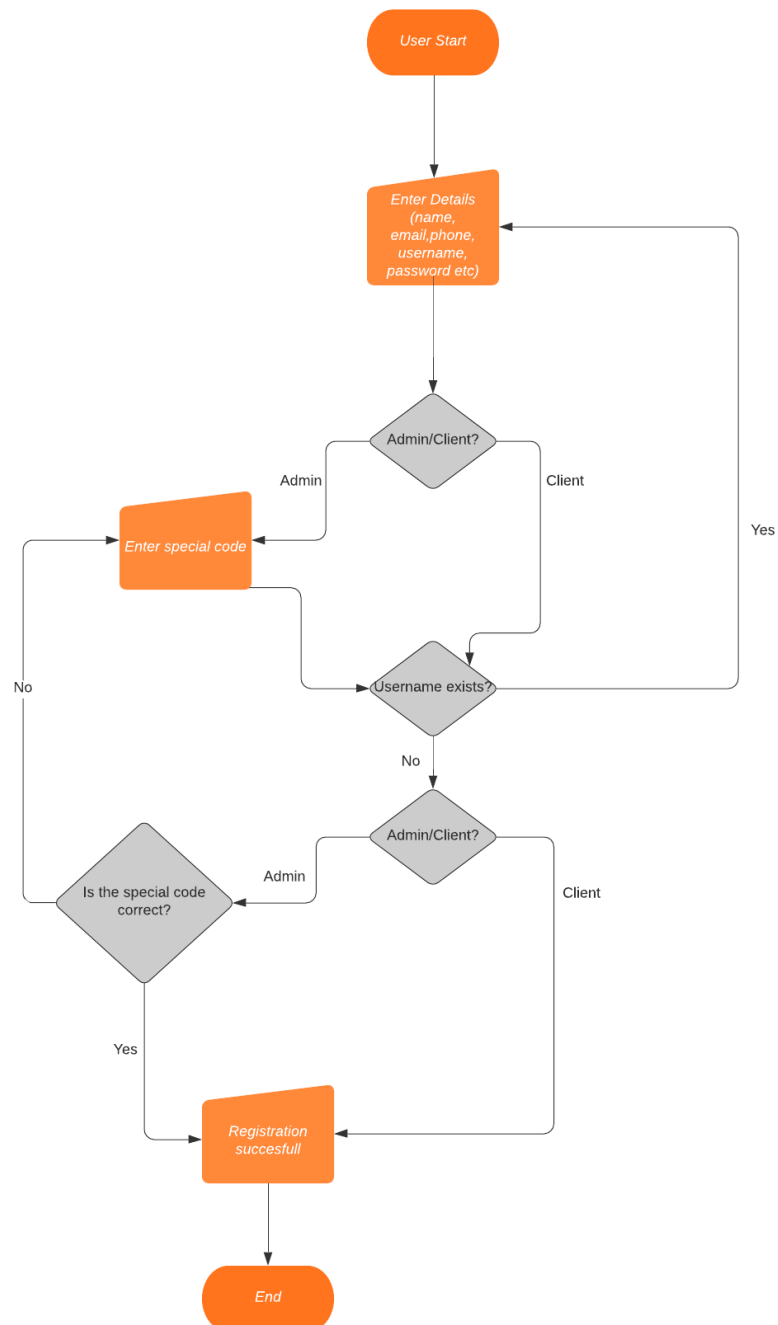 User Start
Enter Details
(name,
email,phone,
username,
password etc)
Admin/Client?
Admin
Client
Enter special code
Yes
Username exists?
No
No
Admin/Client?
Admin
Is the special code
correct?
Client
Yes
Registration
succesfull
End